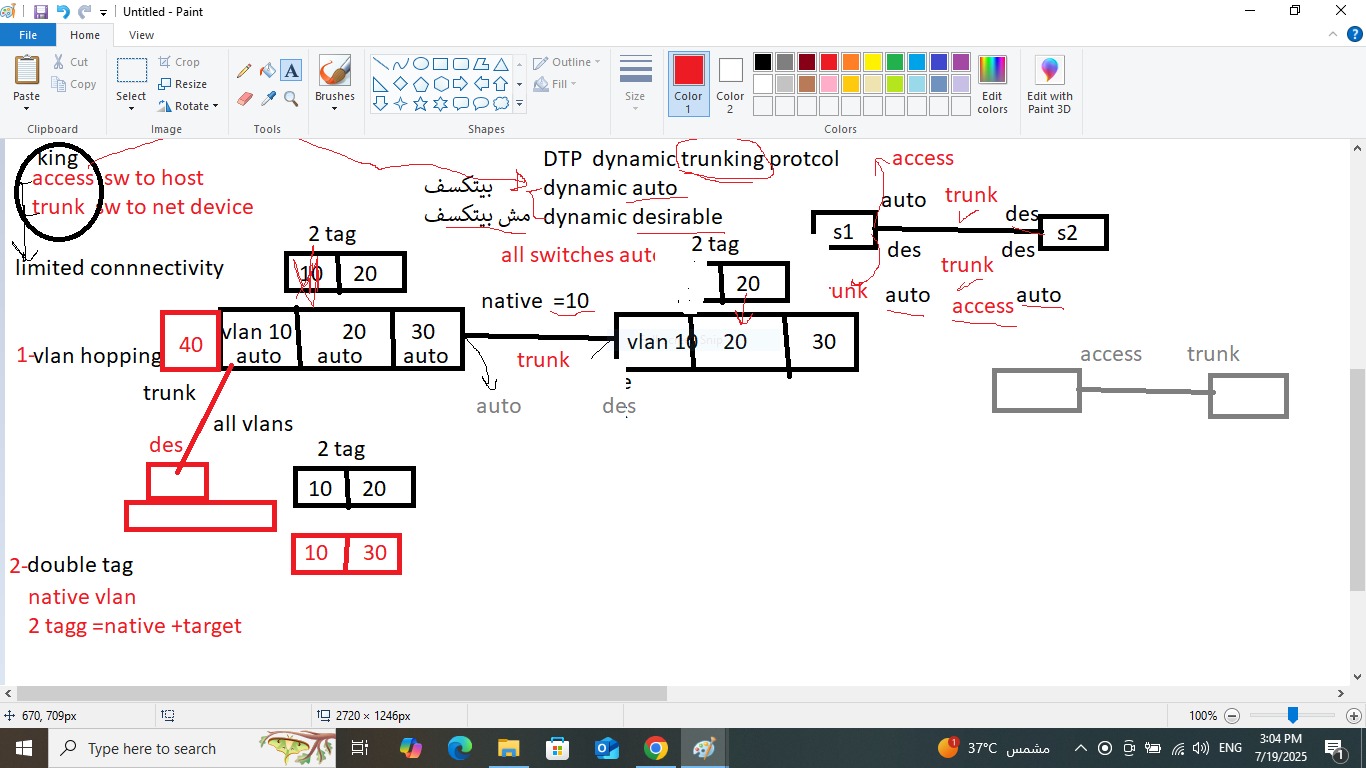 Untitled - Paint
File Home View
Paste Cut Copy
Clipboard
Select Crop Resize Rotate
Image
Tools
Brushes
Shapes
Outline Fill
Size
Color 1 Color 2
Edit colors
Colors
Edit with Paint 3D
king
access sw to host
trunk sw to net device
limited connnectivity
DTP dynamic trunking protcol
بيتكسف dynamic auto
مش بيتكسف dynamic desirable
all switches aut
access
auto trunk des
s1 s2
des des
trunk
unk auto access auto
2 tag
10 20
native =10
2 tag
20
1-vlan hopping
40 vlan 10 20 30
auto auto auto
trunk
vlan 10 20 30
auto des
access trunk
trunk
all vlans
des
2 tag
10 20
10 30
2-double tag
native vlan
2 tagg =native +target
670, 709px
2720 × 1246px
100%
Type here to search
37°C مشمس
ENG
3:04 PM
7/19/2025